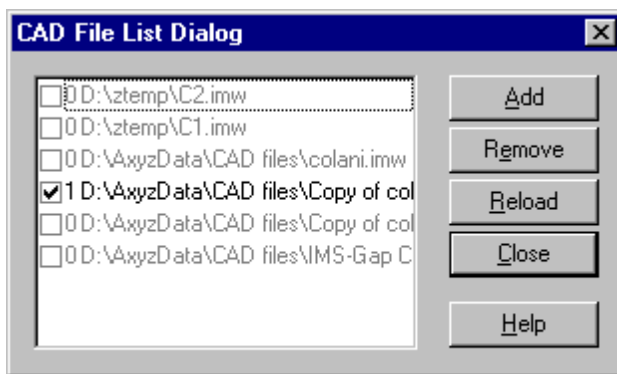 CAD File List Dialog
0 D:\ztemp\C2.imw
0 D:\ztemp\C1.imw
0 D:\AxyzData\CAD files\colani.imw
1 D:\AxyzData\CAD files\Copy of col
0 D:\AxyzData\CAD files\Copy of col
0 D:\AxyzData\CAD files\IMS-Gap C
Add
Remove
Reload
Close
Help